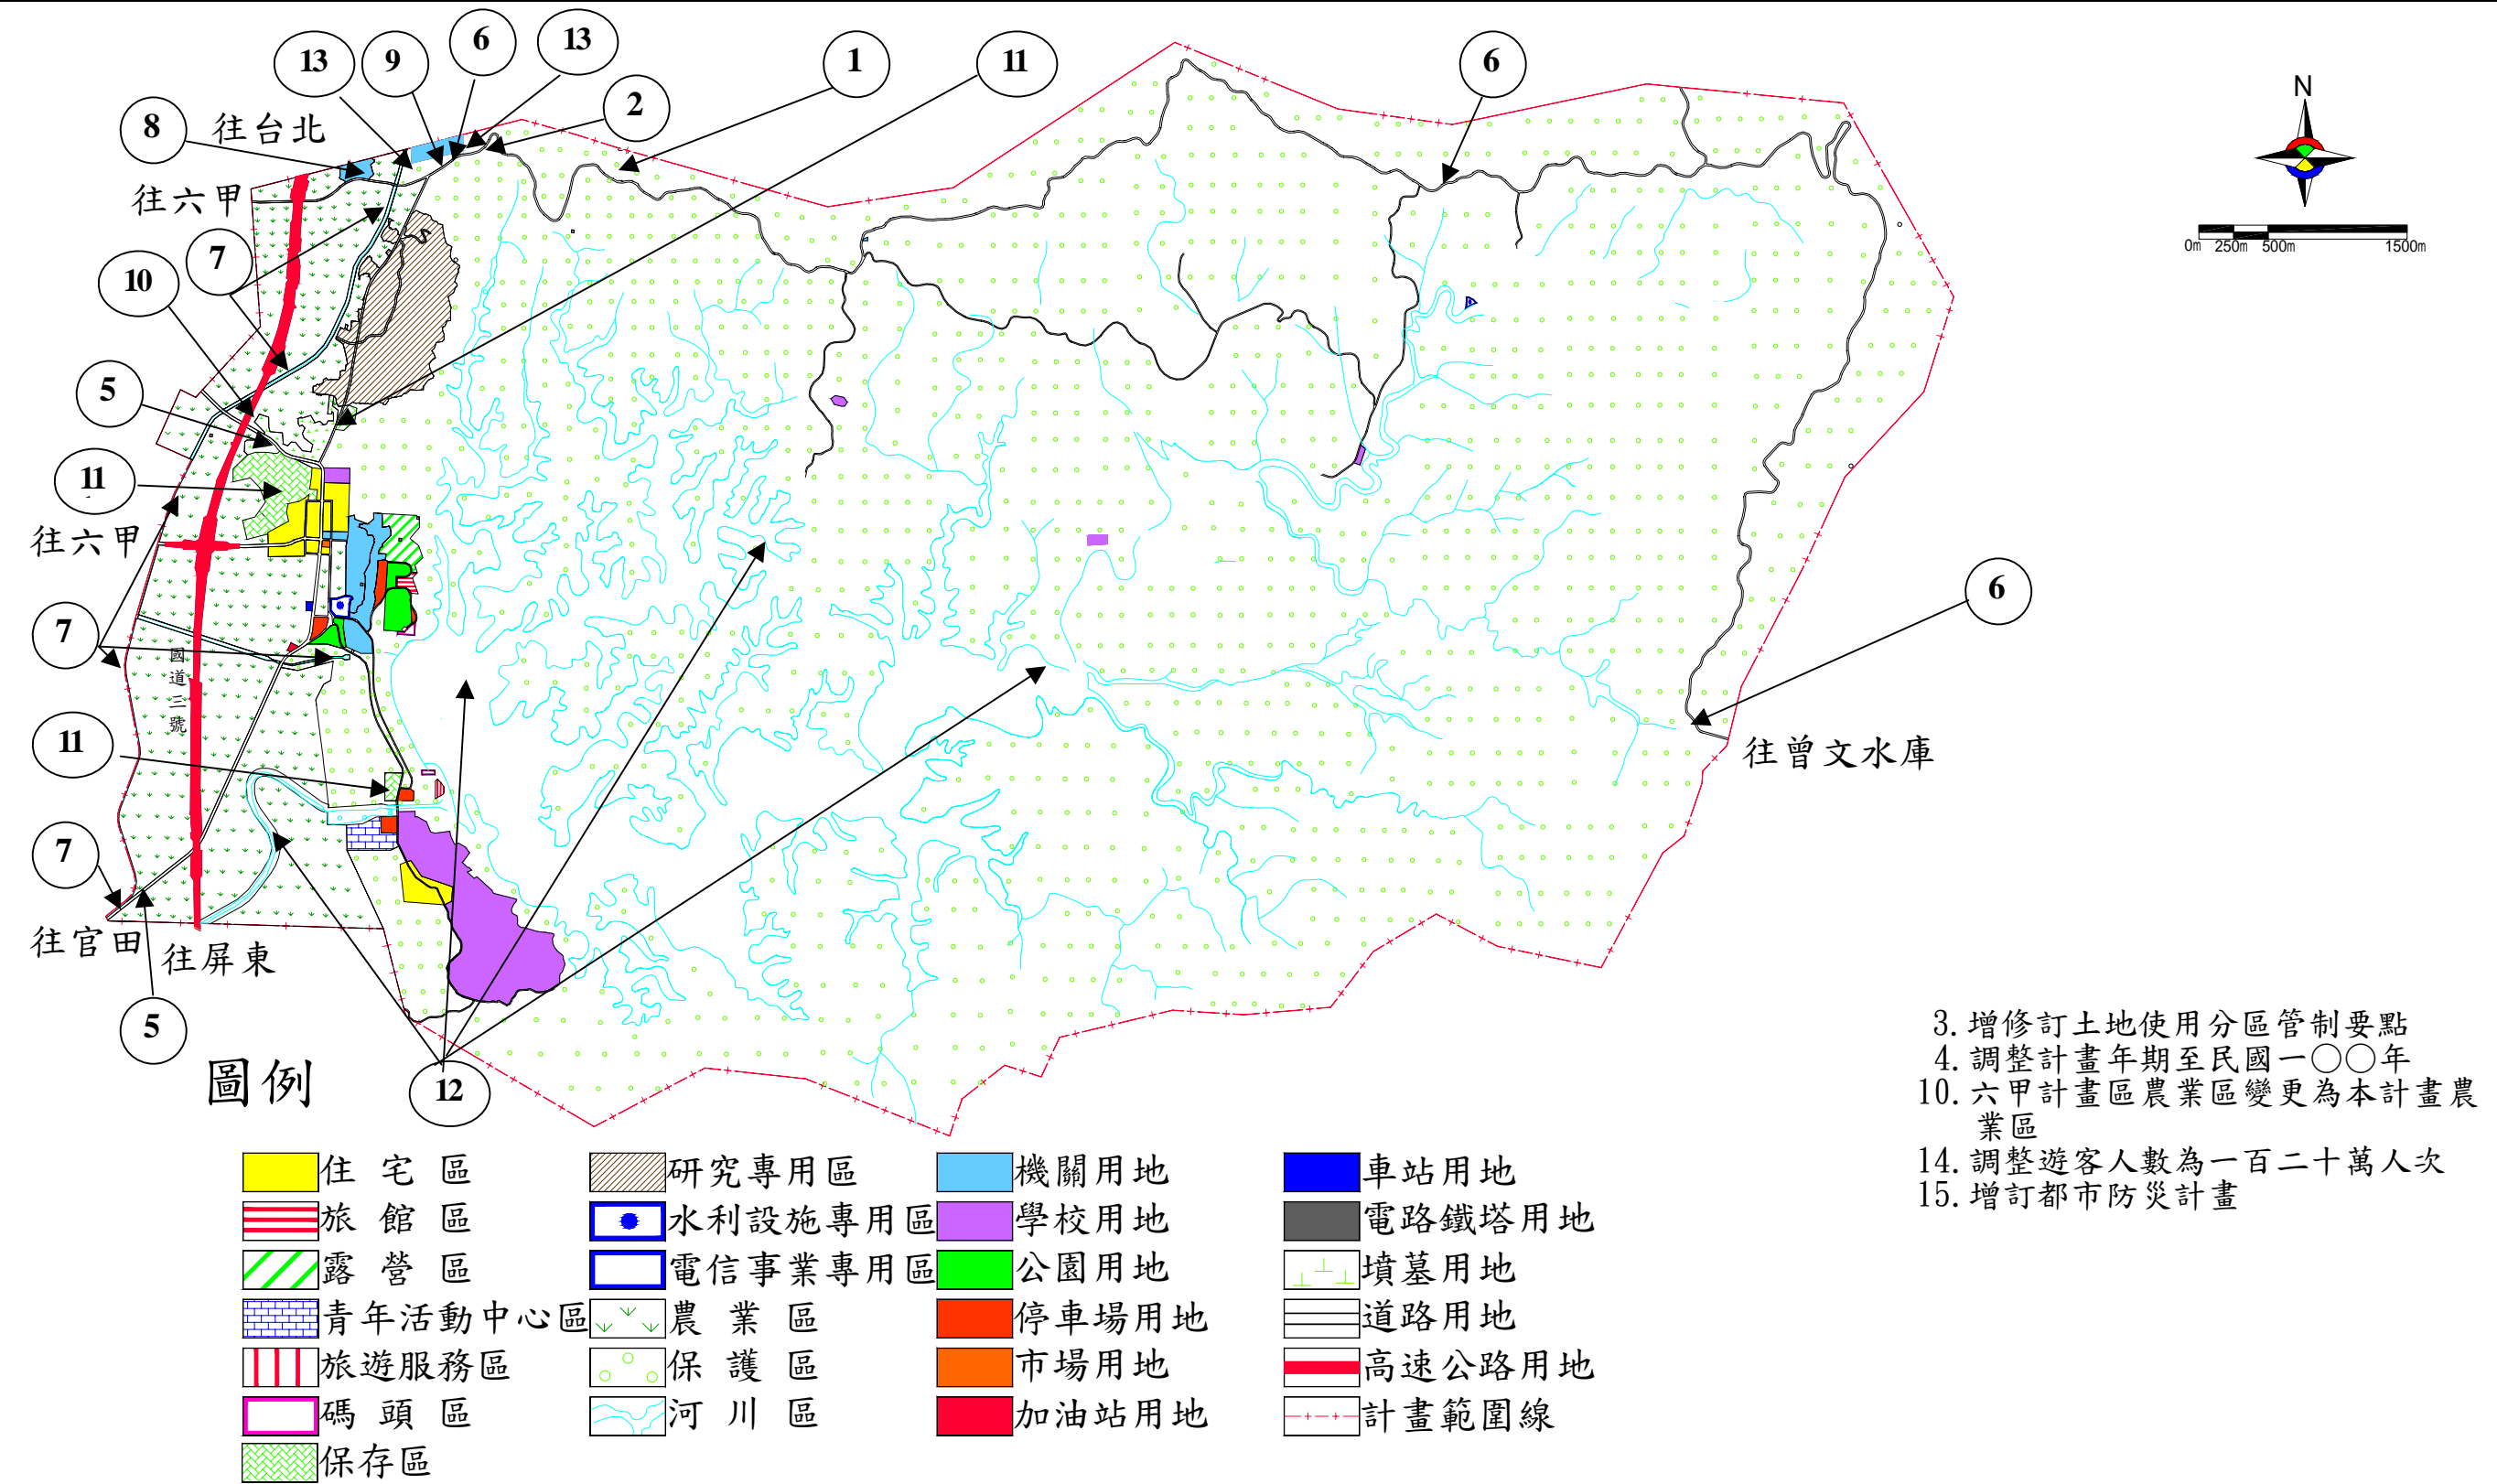 13
9
6
13
1
11
6
2
8
往台北
N
往六甲
7
0m 250m 500m 1500m
10
5
11
往六甲
6
7
國道三號
11
往曾文水庫
7
往官田
往屏東
5
12
3. 增修訂土地使用分區管制要點
4. 調整計畫年期至民國一○○年
10. 六甲計畫區農業區變更為本計畫農
業區
14. 調整遊客人數為一百二十萬人次
15. 增訂都市防災計畫
圖例
住宅區
旅館區
露營區
青年活動中心區
旅遊服務區
碼頭區
保存區
研究專用區
水利設施專用區
電信事業專用區
農業區
保護區
河川區
機關用地
學校用地
公園用地
停車場用地
市場用地
加油站用地
車站用地
電路鐵塔用地
墳墓用地
道路用地
高速公路用地
計畫範圍線